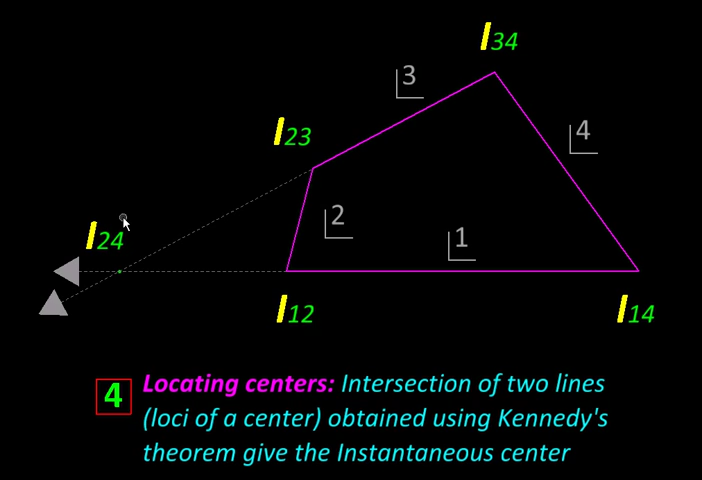 I34
3
I23
4
2
I24
1
I12
I14
4
Locating centers: Intersection of two lines
(loci of a center) obtained using Kennedy's
theorem give the Instantaneous center